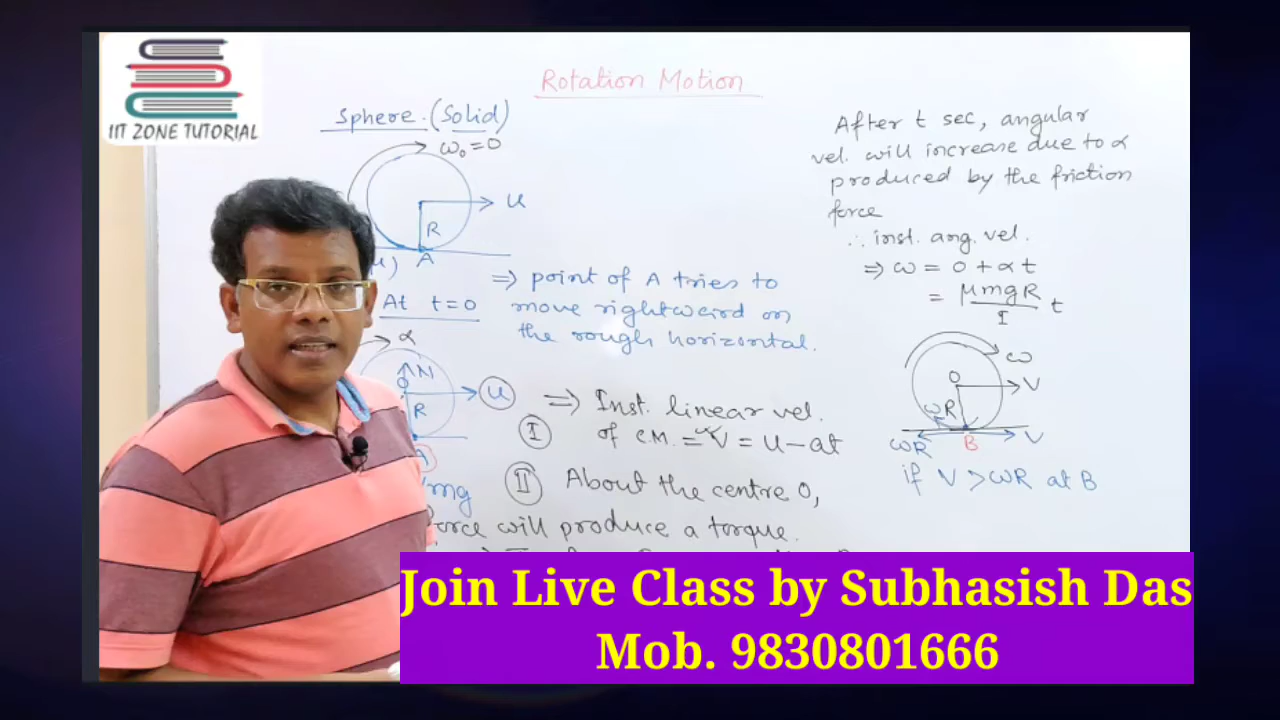 IIT ZONE TUTORIAL
Rotation Motion
Sphere. (Solid)
ω₀ = 0
u
R
A
μ)
At t=0
α
N
O
R
u
A
mg
⇒ point of A tries to
move rightward on
the rough horizontal.
⇒ Inst. linear vel.
I of C.M. = V = u - at
II About the centre O,
force will produce a torque.
After t sec, angular
vel. will increase due to α
produced by the friction
force
∴ inst. ang. vel.
⇒ ω = 0 + αt
= μmgR/I t
ω
O
V
ωR
ωR
B
V
if V > ωR at B
Join Live Class by Subhasish Das
Mob. 9830801666